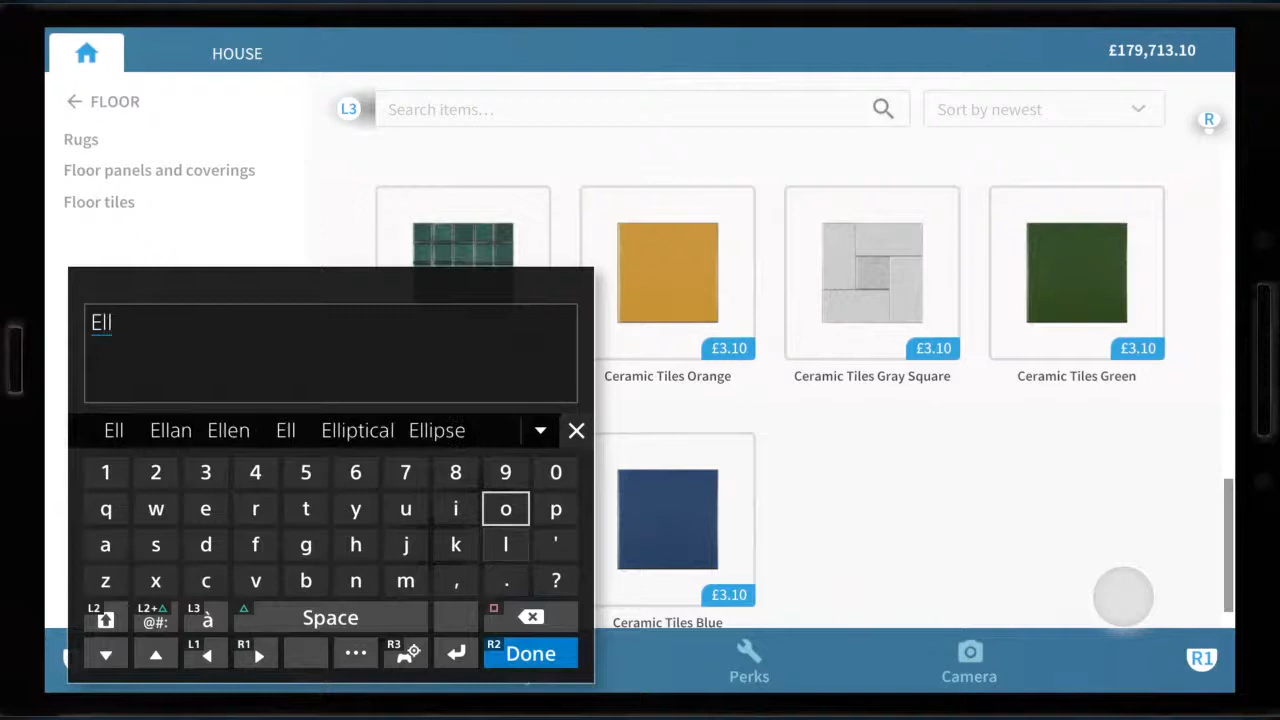 HOUSE
£179,713.10
FLOOR
L3
Search items...
Sort by newest
R
Rugs
Floor panels and coverings
Floor tiles
£3.10
£3.10
£3.10
Ceramic Tiles Orange
Ceramic Tiles Gray Square
Ceramic Tiles Green
£3.10
Ceramic Tiles Blue
Ell
Ell Ellan Ellen Ell Elliptical Ellipse
1 2 3 4 5 6 7 8 9 0
q w e r t y u i o p
a s d f g h j k l '
z x c v b n m , . ?
L2 L2+△ @#: L3 à △ Space □
L1 R1 ... R3 R2 Done
Perks
Camera
R1